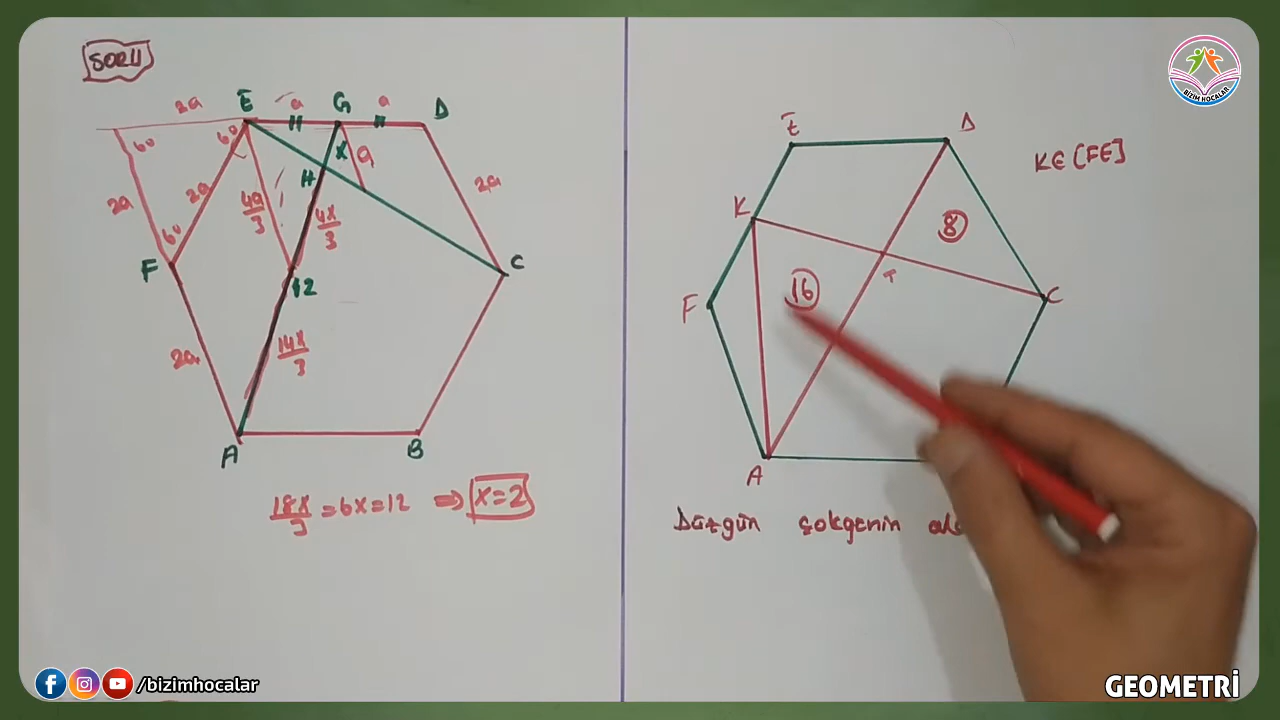 SORU
2a E a G a D
60 60 X a
2a 2a H 2a
4a/3 4x/3
60
F 12 C
2a 14x/3
A B
18x/3 = 6x = 12 ⇒ x=2
BİZİM HOCALAR
E D
K∈[FE]
K 8
T
16
F C
A
Düzgün çokgenin
/bizimhocalar
GEOMETRİ